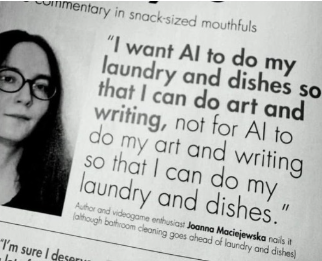 commentary in snack-sized mouthfuls
"I want AI to do my
laundry and dishes so
that I can do art and
writing, not for AI to
do my art and writing
so that I can do my
laundry and dishes."
Author and videogame enthusiast Joanna Maciejewska nails it
(although bathroom cleaning goes ahead of laundry and dishes)
"I'm sure I